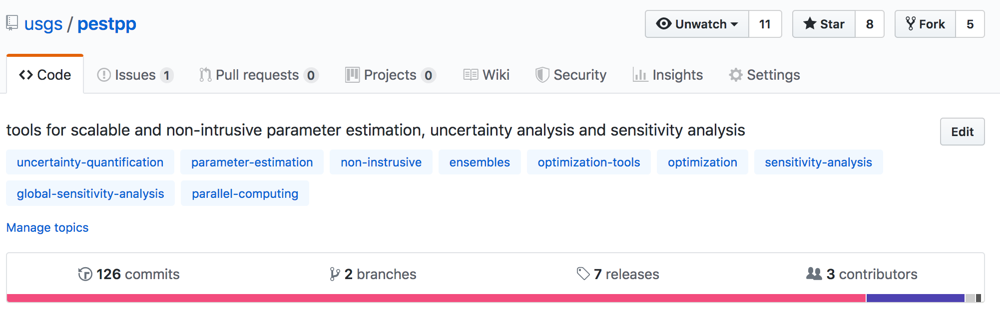 usgs / pestpp Unwatch 11 Star 8 Fork 5
Code Issues 1 Pull requests 0 Projects 0 Wiki Security Insights Settings
tools for scalable and non-intrusive parameter estimation, uncertainty analysis and sensitivity analysis Edit
uncertainty-quantification parameter-estimation non-instrusive ensembles optimization-tools optimization sensitivity-analysis
global-sensitivity-analysis parallel-computing
Manage topics
126 commits 2 branches 7 releases 3 contributors